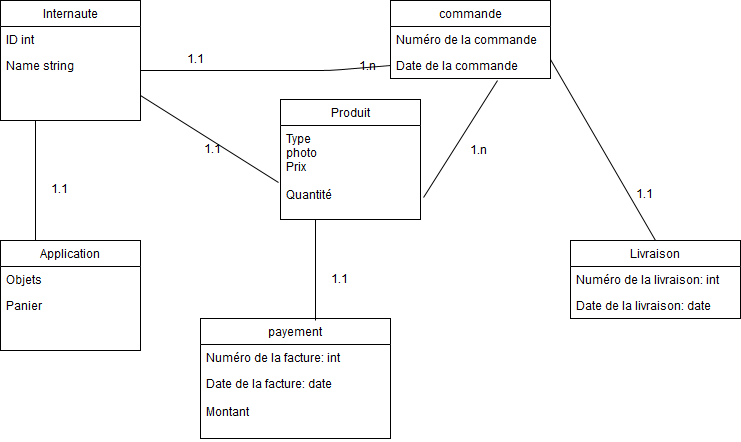 Internaute
ID int
Name string
commande
Numéro de la commande
Date de la commande
1.1
1.n
Produit
Type
photo
Prix
Quantité
1.1
1.n
1.1
1.1
Application
Objets
Panier
Livraison
Numéro de la livraison: int
Date de la livraison: date
1.1
payement
Numéro de la facture: int
Date de la facture: date
Montant